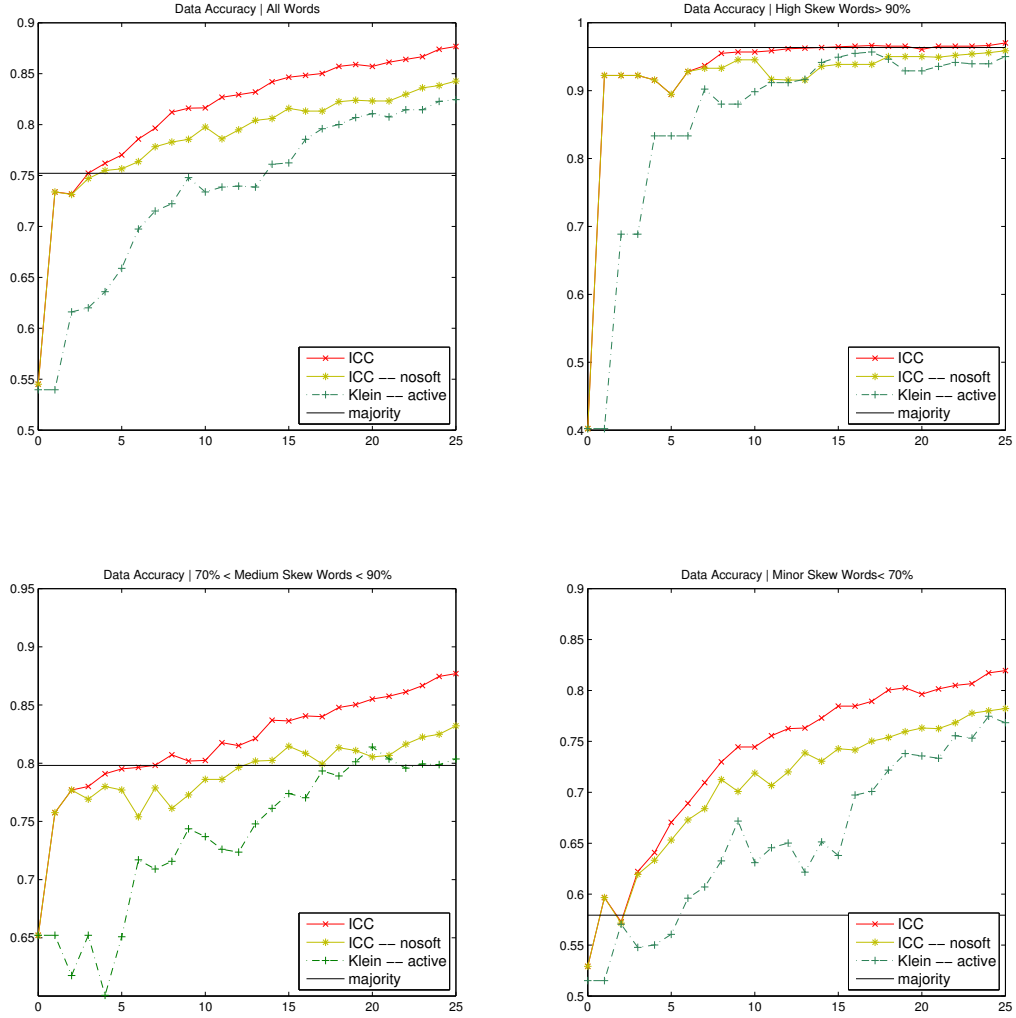 Data Accuracy | All Words
0.9
0.85
0.8
0.75
0.7
0.65
0.6
0.55
0.5
0 5 10 15 20 25
ICC
ICC −− nosoft
Klein −− active
majority
Data Accuracy | High Skew Words> 90%
1
0.9
0.8
0.7
0.6
0.5
0.4
0 5 10 15 20 25
ICC
ICC −− nosoft
Klein −− active
majority
Data Accuracy | 70% < Medium Skew Words < 90%
0.95
0.9
0.85
0.8
0.75
0.7
0.65
0 5 10 15 20 25
ICC
ICC −− nosoft
Klein −− active
majority
Data Accuracy | Minor Skew Words< 70%
0.9
0.85
0.8
0.75
0.7
0.65
0.6
0.55
0.5
0 5 10 15 20 25
ICC
ICC −− nosoft
Klein −− active
majority